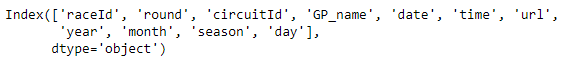 Index(['raceId', 'round', 'circuitId', 'GP_name', 'date', 'time', 'url',
'year', 'month', 'season', 'day'],
dtype='object')